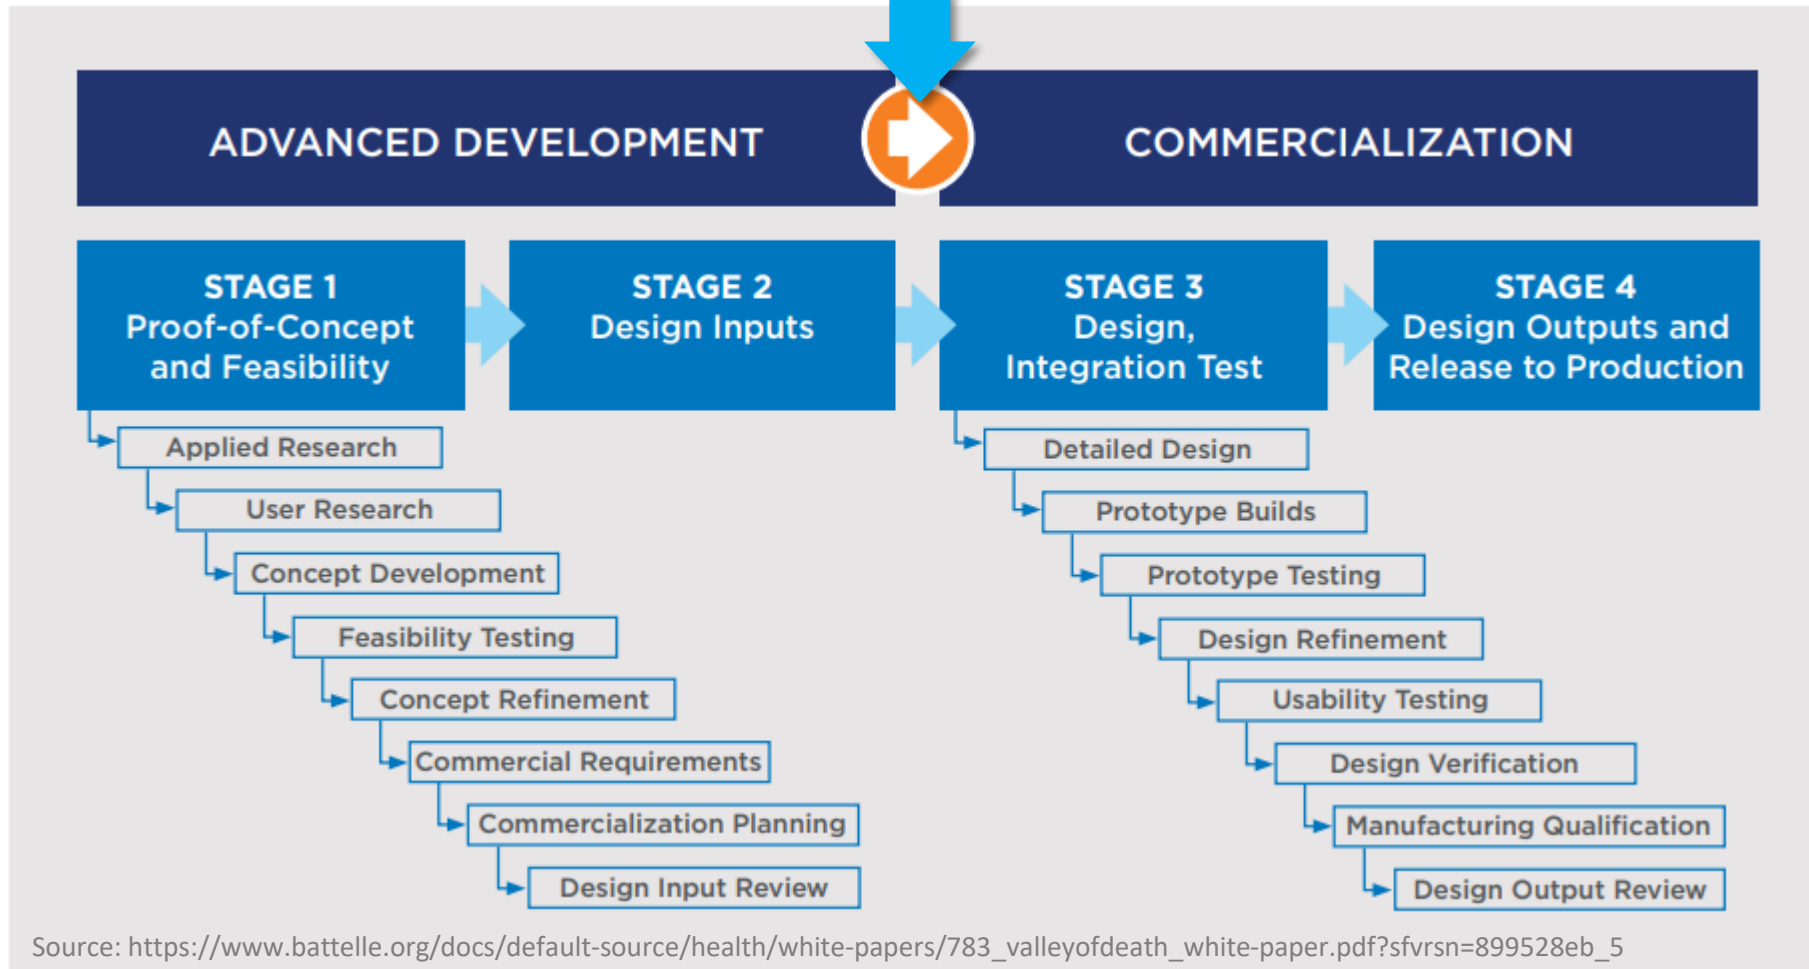 ADVANCED DEVELOPMENT
COMMERCIALIZATION
STAGE 1
Proof-of-Concept
and Feasibility
STAGE 2
Design Inputs
STAGE 3
Design,
Integration Test
STAGE 4
Design Outputs and
Release to Production
Applied Research
User Research
Concept Development
Feasibility Testing
Concept Refinement
Commercial Requirements
Commercialization Planning
Design Input Review
Detailed Design
Prototype Builds
Prototype Testing
Design Refinement
Usability Testing
Design Verification
Manufacturing Qualification
Design Output Review
Source: https://www.battelle.org/docs/default-source/health/white-papers/783_valleyofdeath_white-paper.pdf?sfvrsn=899528eb_5